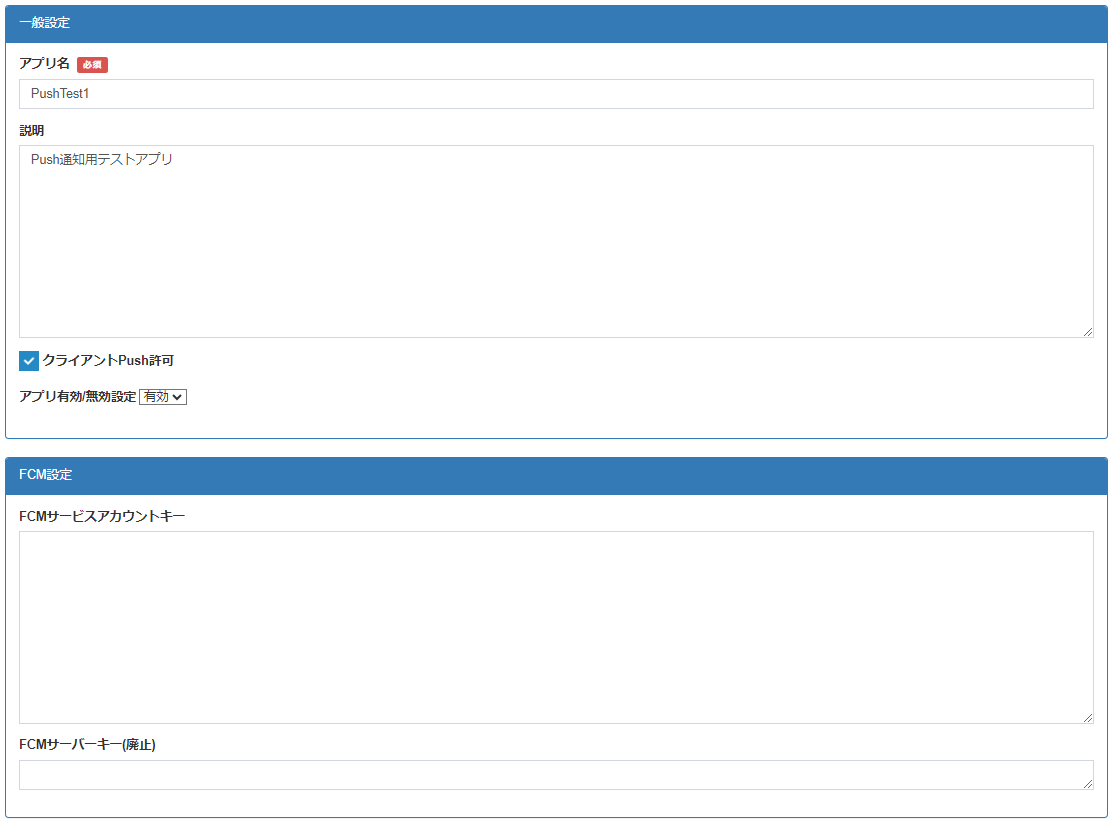 一般設定
アプリ名 必須
PushTest1
説明
Push通知用テストアプリ
クライアントPush許可
アプリ有効/無効設定 有効
FCM設定
FCMサービスアカウントキー
FCMサーバーキー(廃止)